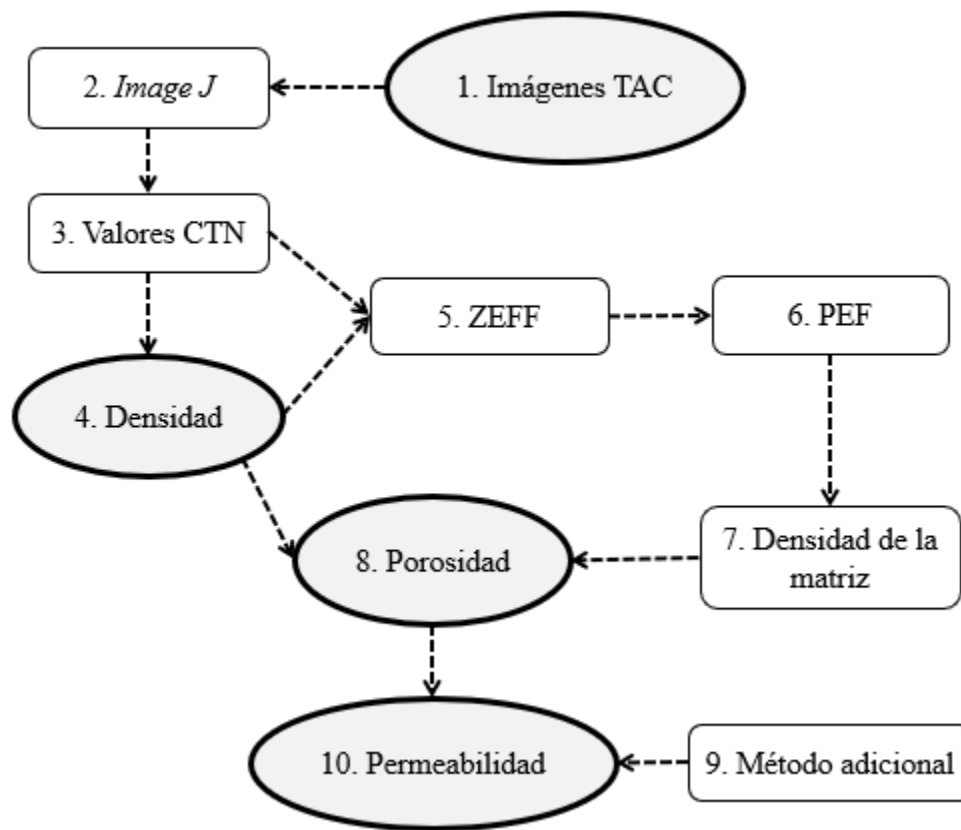 1. Imágenes TAC
2. Image J
3. Valores CTN
4. Densidad
5. ZEFF
6. PEF
7. Densidad de la
matriz
8. Porosidad
9. Método adicional
10. Permeabilidad